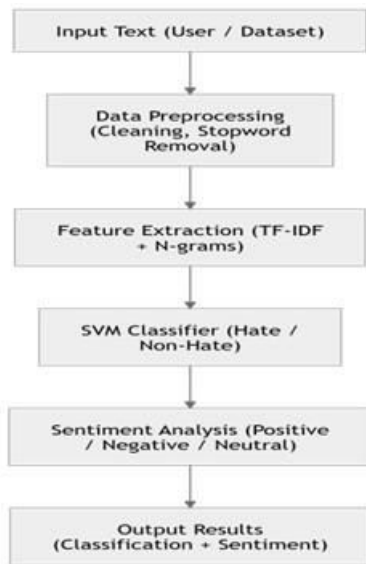 Input Text (User / Dataset)
Data Preprocessing
(Cleaning, Stopword
Removal)
Feature Extraction (TF-IDF
+ N-grams)
SVM Classifier (Hate /
Non-Hate)
Sentiment Analysis (Positive
/ Negative / Neutral)
Output Results
(Classification + Sentiment)